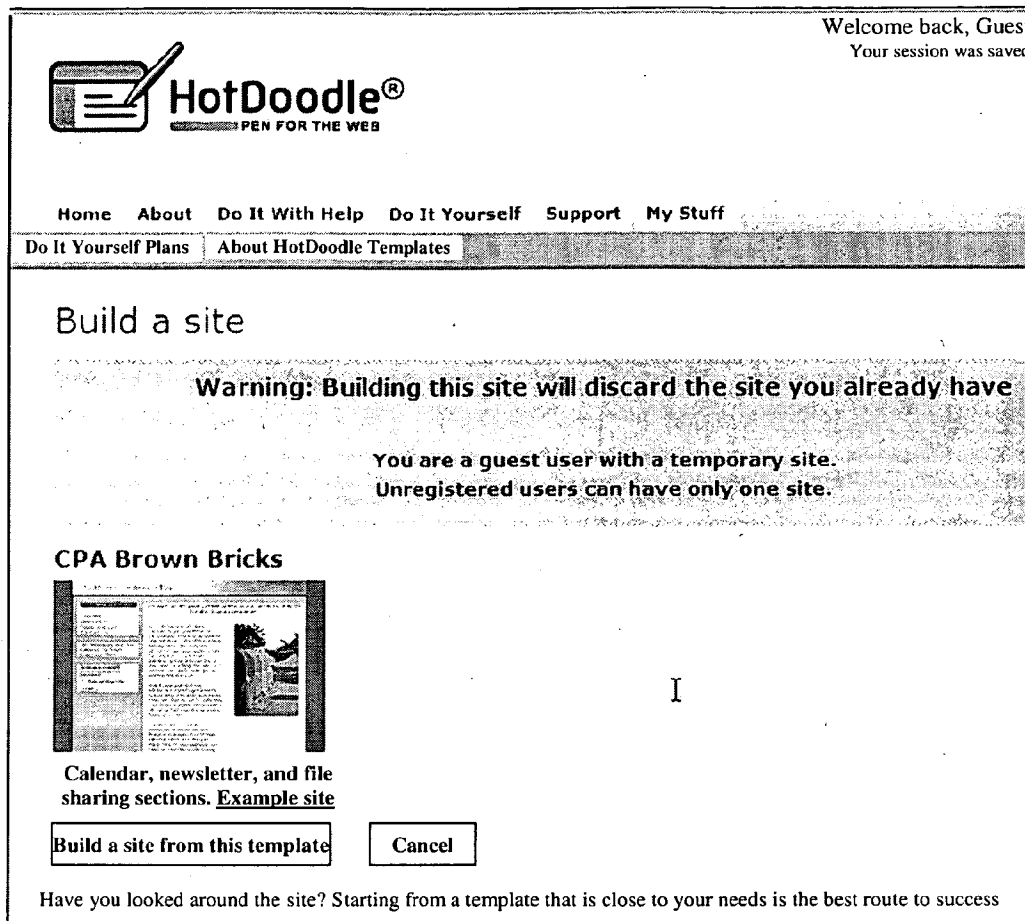 Welcome back, Gues
Your session was saved
HotDoodle®
PEN FOR THE WEB
Home About Do It With Help Do It Yourself Support My Stuff
Do It Yourself Plans About HotDoodle Templates
Build a site
Warning: Building this site will discard the site you already have
You are a guest user with a temporary site.
Unregistered users can have only one site.
CPA Brown Bricks
Calendar, newsletter, and file
sharing sections. Example site
Build a site from this template Cancel
Have you looked around the site? Starting from a template that is close to your needs is the best route to success